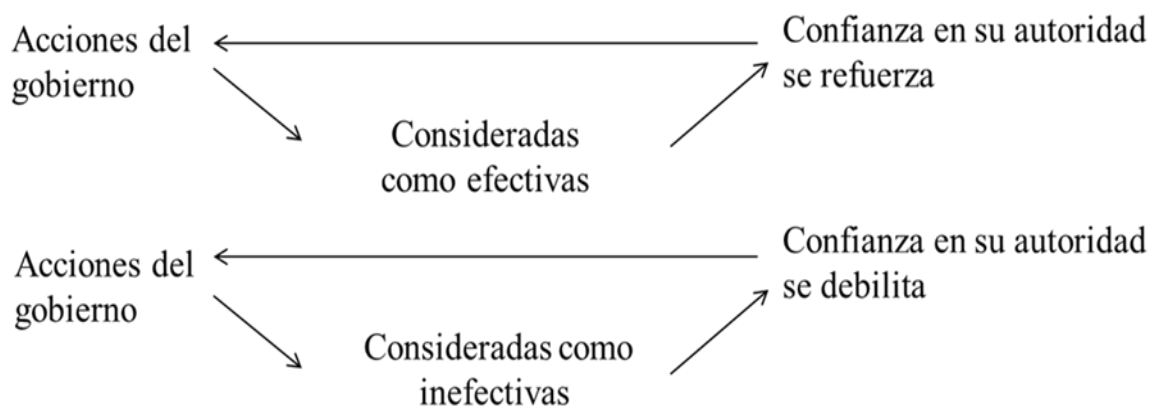 Acciones del
gobierno
Confianza en su autoridad
se refuerza
Consideradas
como efectivas
Acciones del
gobierno
Confianza en su autoridad
se debilita
Consideradas como
inefectivas